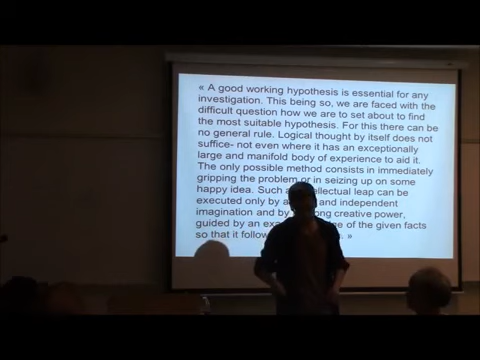 « A good working hypothesis is essential for any
investigation. This being so, we are faced with the
difficult question how we are to set about to find
the most suitable hypothesis. For this there can be
no general rule. Logical thought by itself does not
suffice- not even where it has an exceptionally
large and manifold body of experience to aid it.
The only possible method consists in immediately
gripping the problem or in seizing up on some
happy idea. Such a ellectual leap can be
executed only by a and independent
imagination and by ong creative power,
guided by an of the given facts
so that it follow »